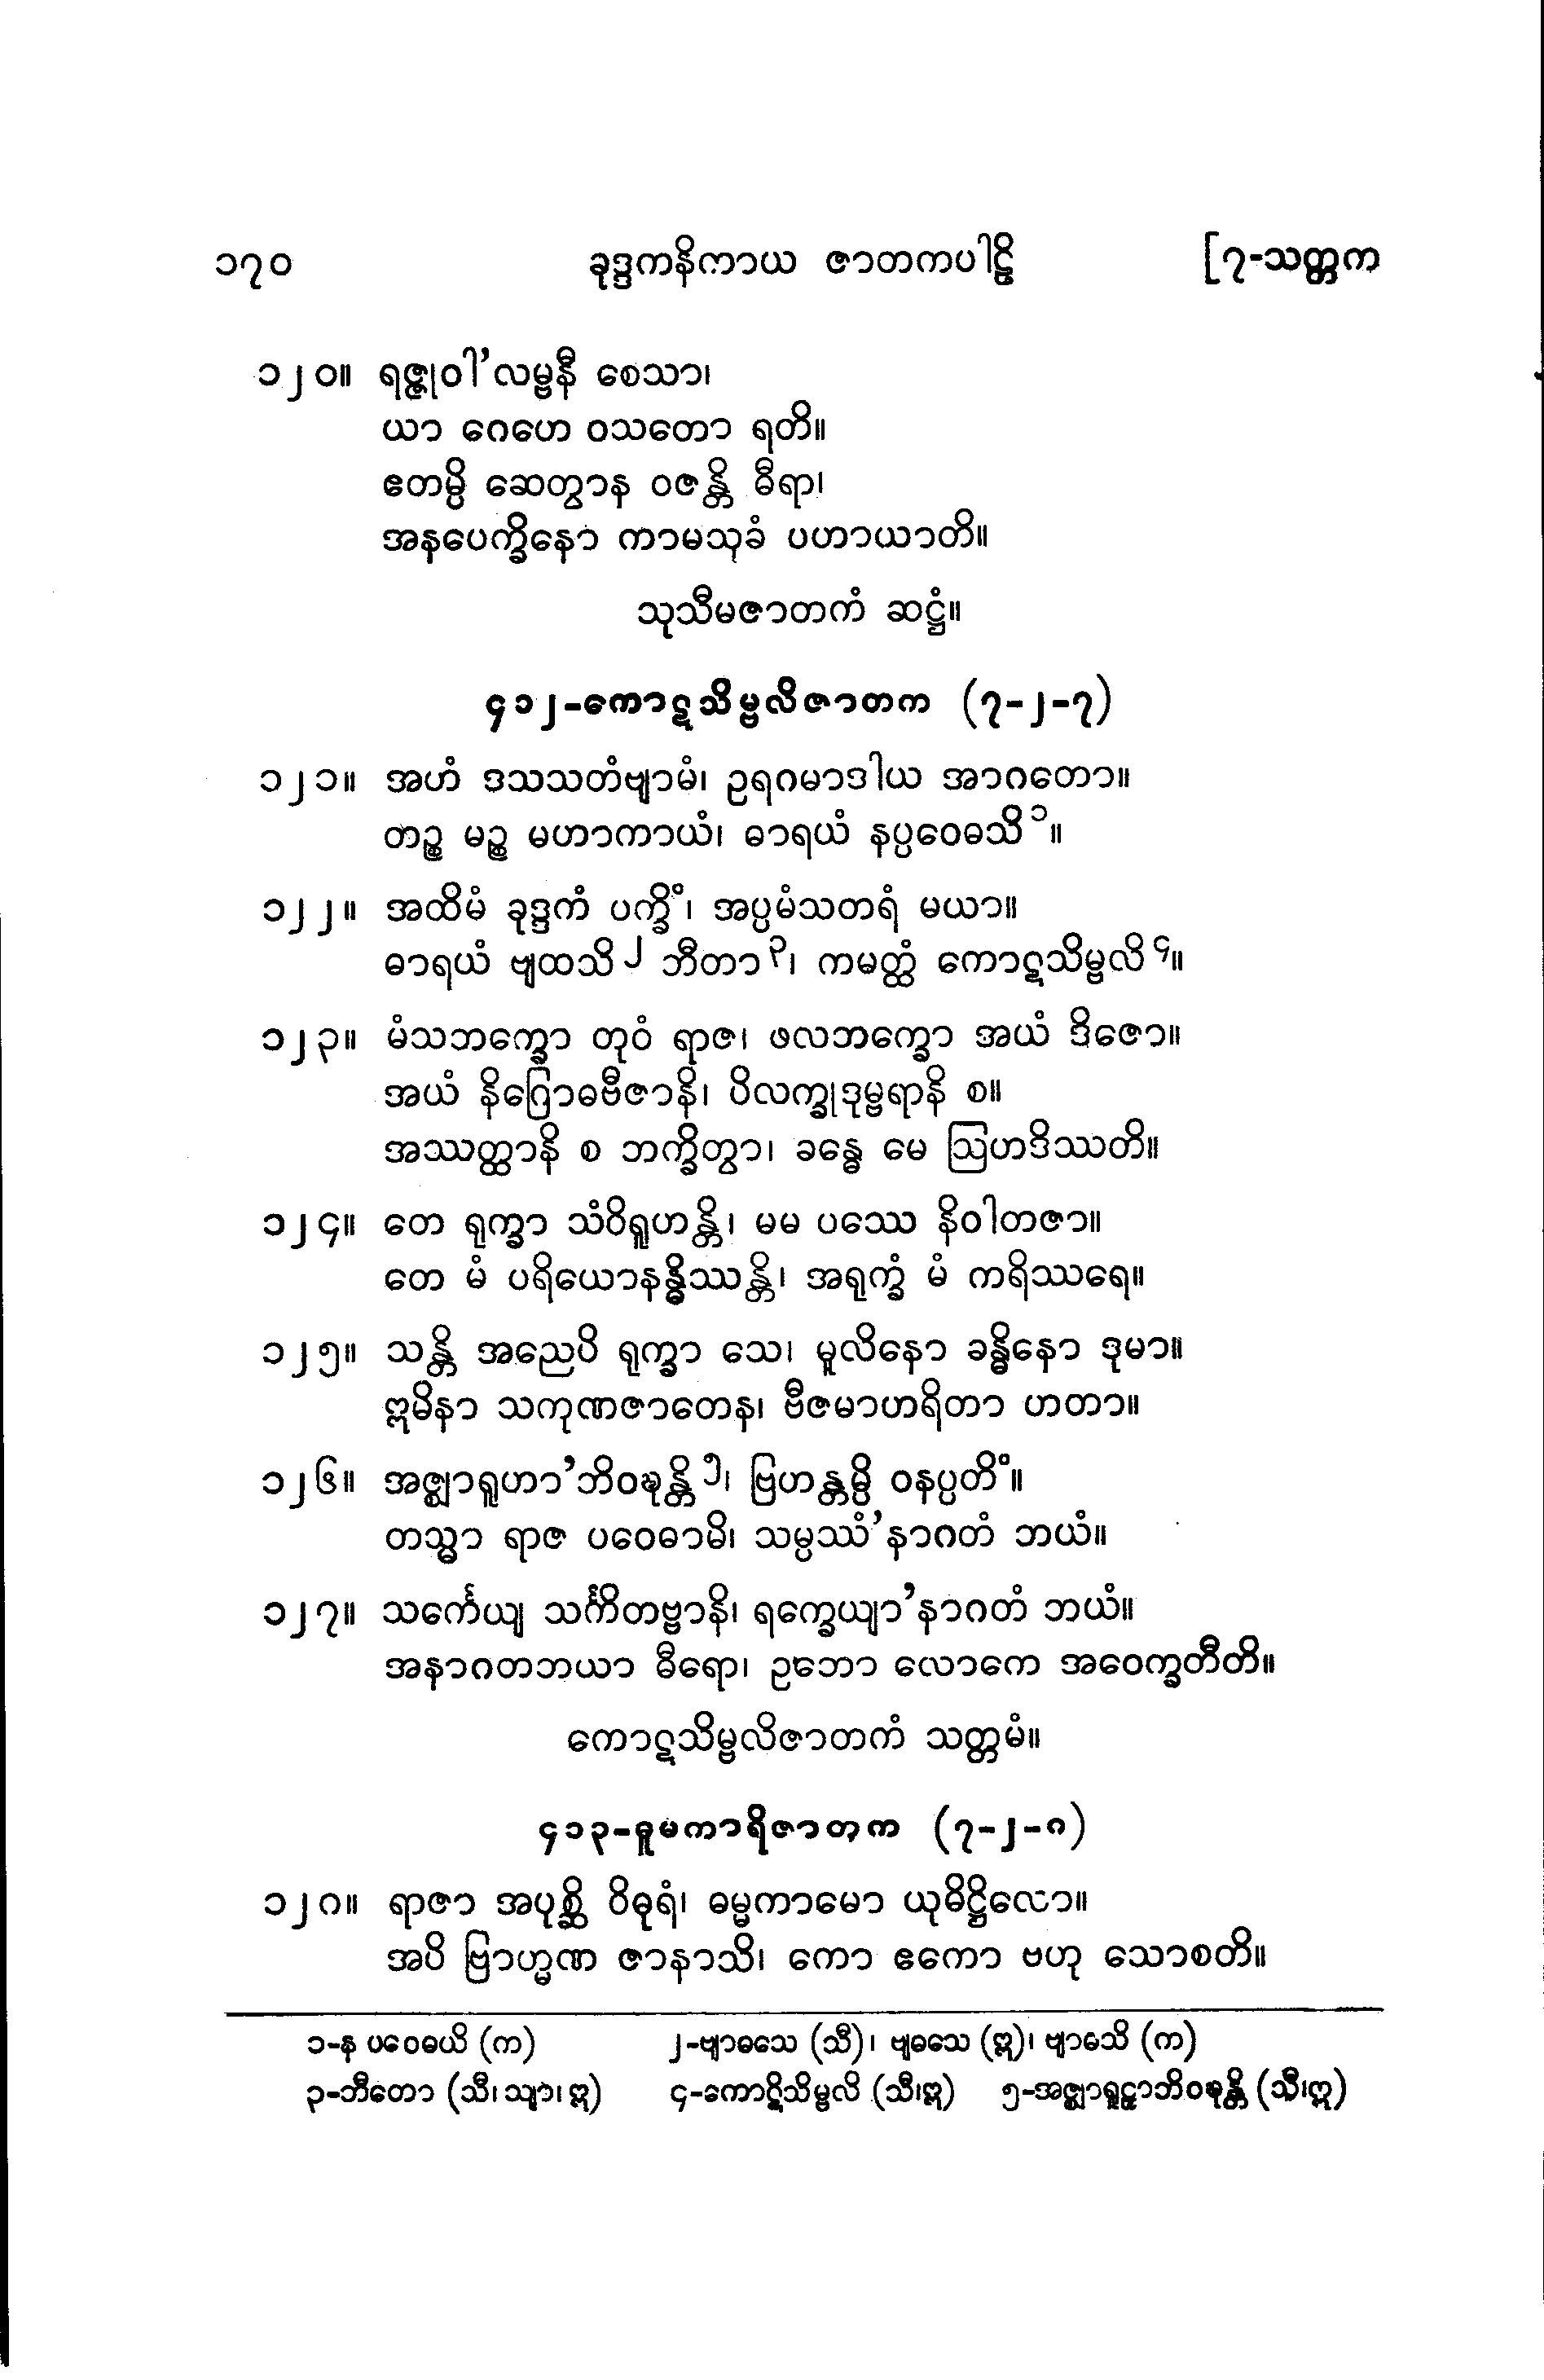 ၁၇၀ ခုဒ္ဒကနိကာယ ဇာတကပါဠိ [၇-သတ္တက
၁၂၀။ ရဇ္ဇုဝါ’လမ္ဗနီ စေသာ၊
ယာ ဂေဟေ ဝသတော ရတိ။
ဧတမ္ပိ ဆေတွာန ဝဇန္တိ ဓီရာ၊
အနပေက္ခိနော ကာမသုခံ ပဟာယာတိ။
သုသီမဇာတကံ ဆဋ္ဌံ။
၄၁၂-ကောဋသိမ္ဗလိဇာတက (၇-၂-၇)
၁၂၁။ အဟံ ဒသသတံဗျာမံ၊ ဥရဂမာဒါယ အာဂတော။
တဉ္စ မဉ္စ မဟာကာယံ၊ ဓာရယံ နပ္ပဝေဓသိ ၁။
၁၂၂။ အထိမံ ခုဒ္ဒကံ ပက္ခိံ၊ အပ္ပမံသတရံ မယာ။
ဓာရယံ ဗျထသိ ၂ ဘီတာ ၃၊ ကမတ္ထံ ကောဋသိမ္ဗလိ ၄။
၁၂၃။ မံသဘက္ခော တုဝံ ရာဇ၊ ဖလဘက္ခော အယံ ဒိဇော။
အယံ နိဂြောဓဗီဇာနိ၊ ပိလက္ခုဒုမ္ဗရာနိ စ။
အဿတ္ထာနိ စ ဘက္ခိတွာ၊ ခန္ဓေ မေ ဩဟဒိဿတိ။
၁၂၄။ တေ ရုက္ခာ သံဝိရူဟန္တိ၊ မမ ပဿေ နိဝါတဇာ။
တေ မံ ပရိယောနန္ဓိဿန္တိ၊ အရုက္ခံ မံ ကရိဿရေ။
၁၂၅။ သန္တိ အညေပိ ရုက္ခာ သေ၊ မူလိနော ခန္ဓိနော ဒုမာ။
ဣမိနာ သကုဏဇာတေန၊ ဗီဇမာဟရိတာ ဟတာ။
၁၂၆။ အဇ္ဈာရူဟာ’ဘိဝဍ္ဎန္တိ ၅၊ ဗြဟန္တမ္ပိ ဝနပ္ပတိံ။
တသ္မာ ရာဇ ပဝေဓာမိ၊ သမ္ပဿံ’နာဂတံ ဘယံ။
၁၂၇။ သင်္ကေယျ သင်္ကိတဗ္ဗာနိ၊ ရက္ခေယျာ’နာဂတံ ဘယံ။
အနာဂတဘယာ ဓီရော၊ ဥဘော လောကေ အဝေက္ခတီတိ။
ကောဋသိမ္ဗလိဇာတကံ သတ္တမံ။
၄၁၃-ဓူမကာရိဇာတက (၇-၂-၈)
၁၂၈။ ရာဇာ အပုစ္ဆိ ဝိဓုရံ၊ ဓမ္မကာမော ယုဓိဋ္ဌိလော။
အပိ ဗြာဟ္မဏ ဇာနာသိ၊ ကော ဧကော ဗဟု သောစတိ။
၁-န ပဝေဓယိ (က) ၂-ဗျာဓသေ (သီ)၊ ဗျဓသေ (ဣ)၊ ဗျာဓသိ (က)
၃-ဘီတော (သီ၊ သျာ၊ ဣ) ၄-ကောဋိသိမ္ဗလိ (သီ၊ဣ) ၅-အဇ္ဈာရူဠှာဘိဝဍ္ဎန္တိ (သီ၊ဣ)